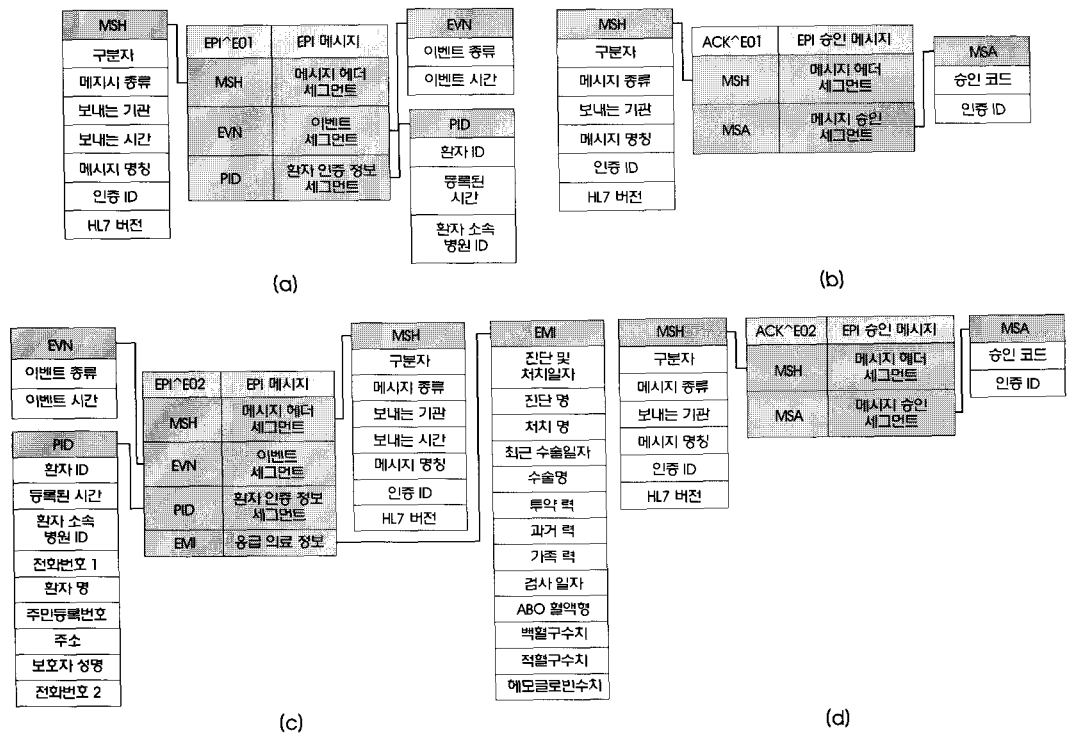 MSH
구분자
메지시 종류
보내는 기관
보내는 시간
메시지 명칭
인증 ID
HL7 버전
EPI^E01 EPI 메시지
MSH 메시지 헤더
세그먼트
EVN 이벤트
세그먼트
PID 환자 인증 정보
세그먼트
EVN
이벤트 종류
이벤트 시간
PID
환자 ID
등록된
시간
환자 소속
병원 ID
(a)
MSH
구분자
메시지 종류
보내는 기관
메시지 명칭
인증 ID
HL7 버전
ACK^E01 EPI 승인 메시지
MSH 메시지 헤더
세그먼트
MSA 메시지 승인
세그먼트
MSA
승인 코드
인증 ID
(b)
EVN
이벤트 종류
이벤트 시간
PID
환자 ID
등록된 시간
환자 소속
병원 ID
전화번호 1
환자 명
주민등록번호
주소
보호자 성명
전화번호 2
EPI^E02 EPI 메시지
MSH 메시지 헤더
세그먼트
EVN 이벤트
세그먼트
PID 환자 인증 정보
세그먼트
EMI 응급 의료 정보
MSH
구분자
메시지 종류
보내는 기관
보내는 시간
메시지 명칭
인증 ID
HL7 버전
EMI
진단 및
처치일자
진단 명
처치 명
최근 수술일자
수술명
투약 력
과거 력
가족 력
검사 일자
ABO 혈액형
백혈구수치
적혈구수치
헤모글로빈수치
(c)
MSH
구분자
메시지 종류
보내는 기관
메시지 명칭
인증 ID
HL7 버전
ACK^E02 EPI 승인 메시지
MSH 메시지 헤더
세그먼트
MSA 메시지 승인
세그먼트
MSA
승인 코드
인증 ID
(d)